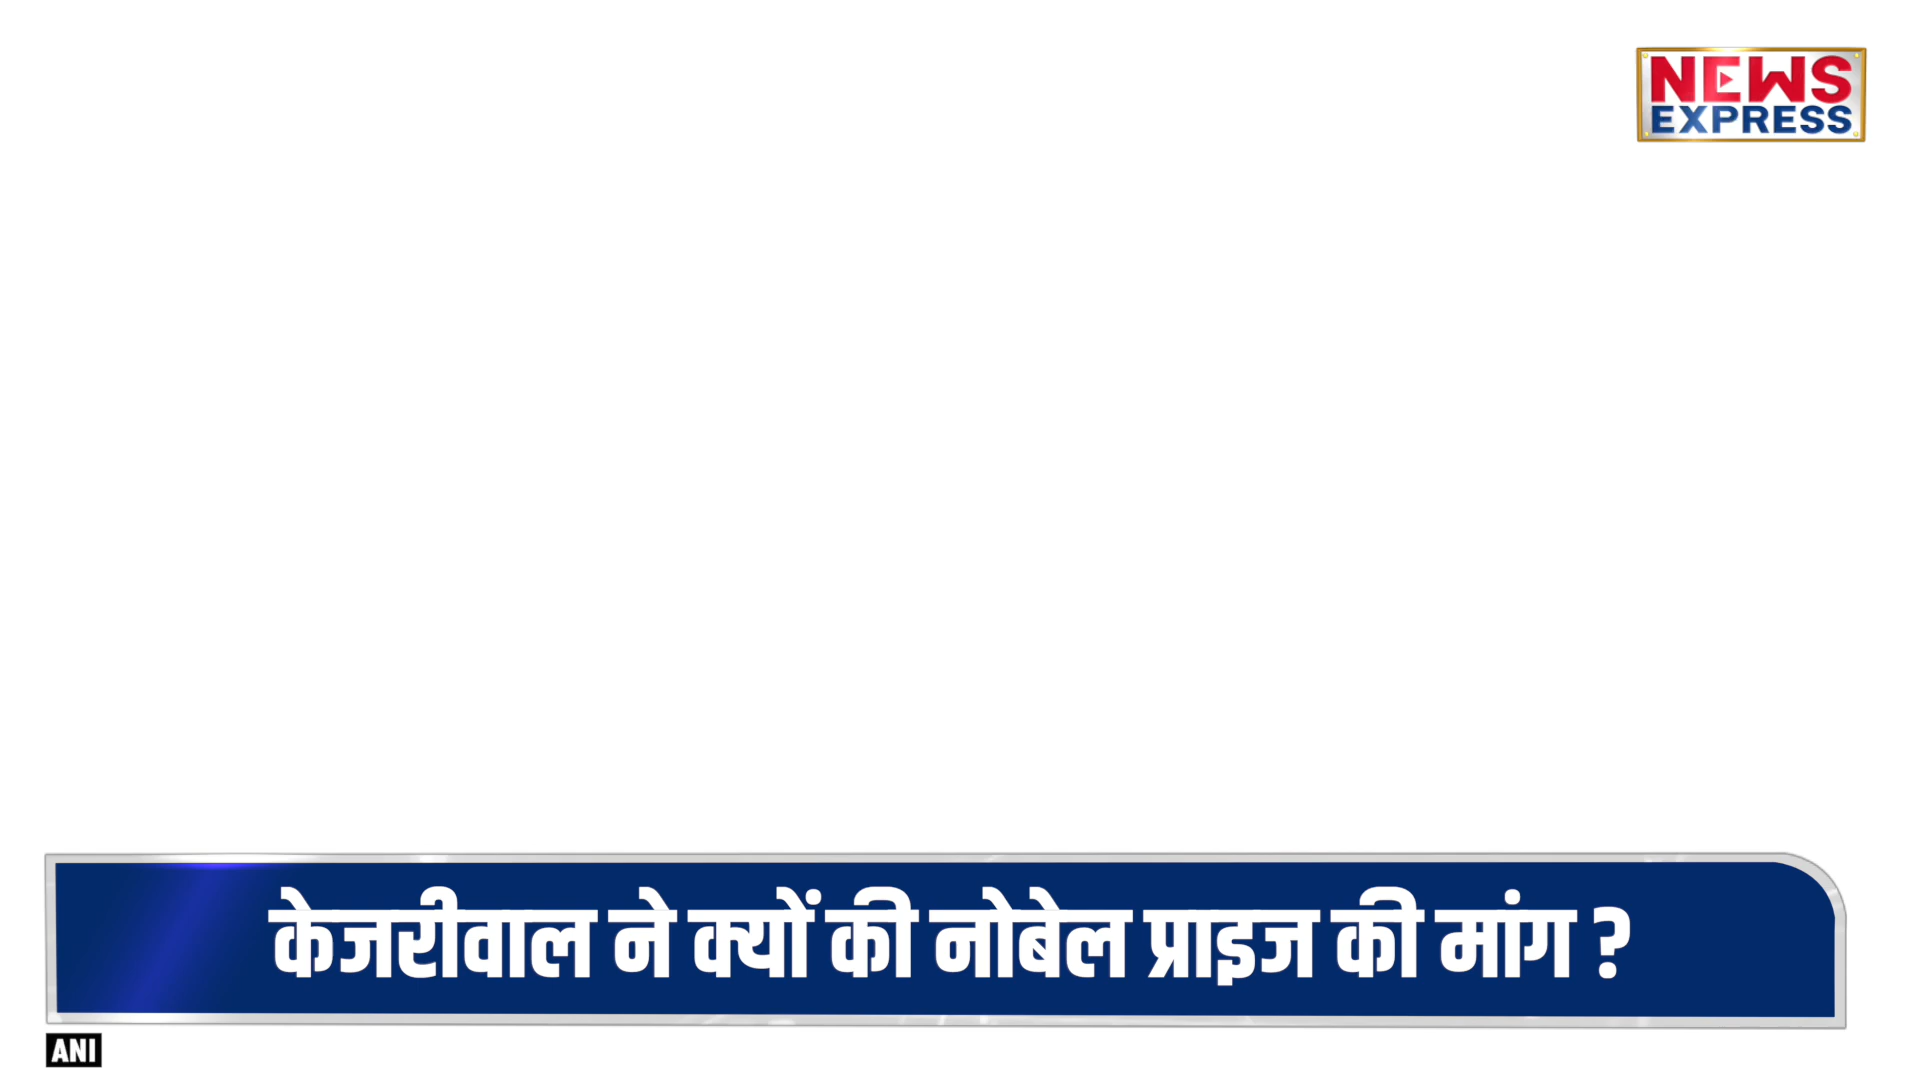 NEWS
EXPRESS
केजरीवाल ने क्यों की नोबेल प्राइज की मांग ?
ANI